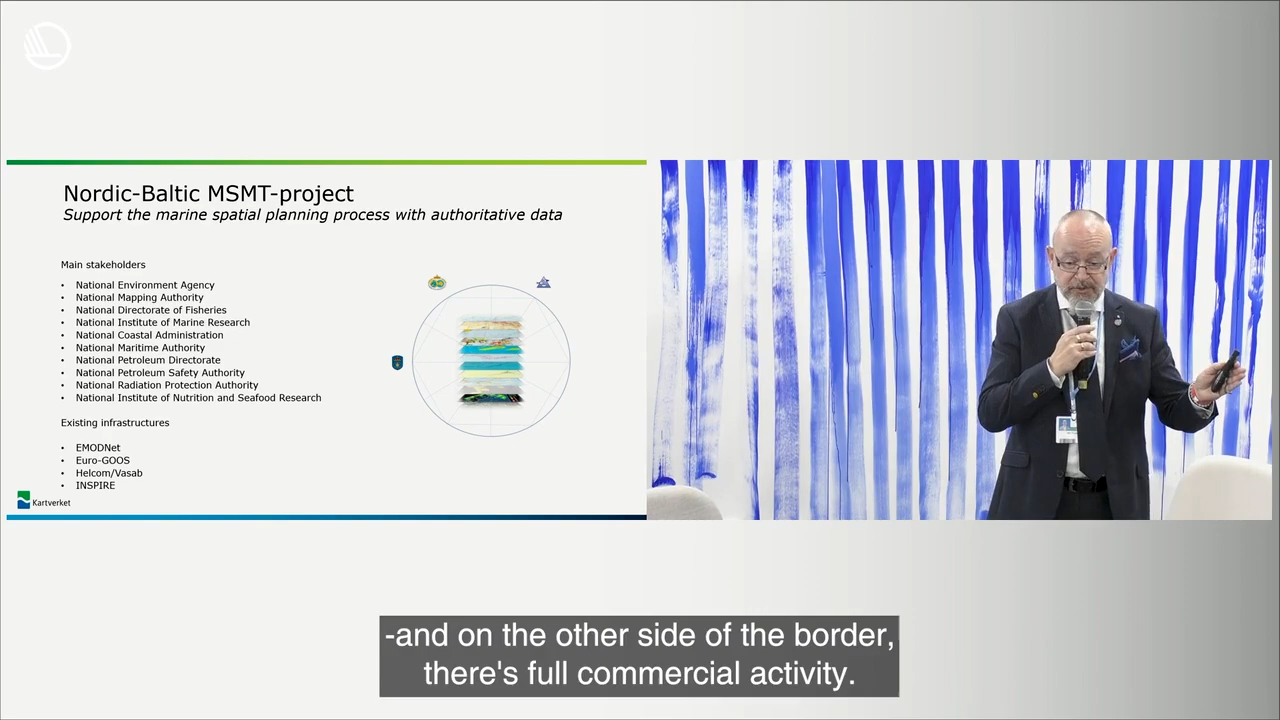 Nordic-Baltic MSMT-project
Support the marine spatial planning process with authoritative data
Main stakeholders
• National Environment Agency
• National Mapping Authority
• National Directorate of Fisheries
• National Institute of Marine Research
• National Coastal Administration
• National Maritime Authority
• National Petroleum Directorate
• National Petroleum Safety Authority
• National Radiation Protection Authority
• National Institute of Nutrition and Seafood Research
Existing infrastructures
• EMODNet
• Euro-GOOS
• Helcom/Vasab
• INSPIRE
Kartverket
-and on the other side of the border,
there's full commercial activity.